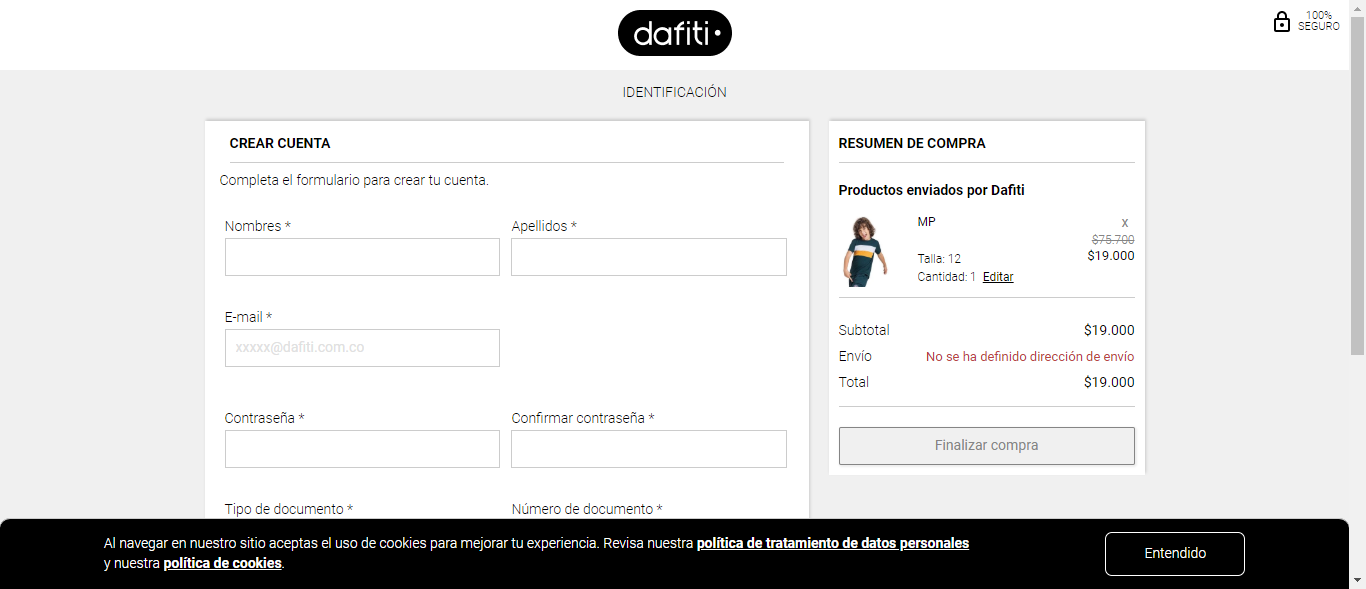 dafiti
100%
SEGURO
IDENTIFICACIÓN
CREAR CUENTA
Completa el formulario para crear tu cuenta.
Nombres *
Apellidos *
E-mail *
xxxxx@dafiti.com.co
Contraseña *
Confirmar contraseña *
Tipo de documento *
Número de documento *
RESUMEN DE COMPRA
Productos enviados por Dafiti
MP
X
$75.700
$19.000
Talla: 12
Cantidad: 1 Editar
Subtotal $19.000
Envío No se ha definido dirección de envío
Total $19.000
Finalizar compra
Al navegar en nuestro sitio aceptas el uso de cookies para mejorar tu experiencia. Revisa nuestra política de tratamiento de datos personales
y nuestra política de cookies.
Entendido